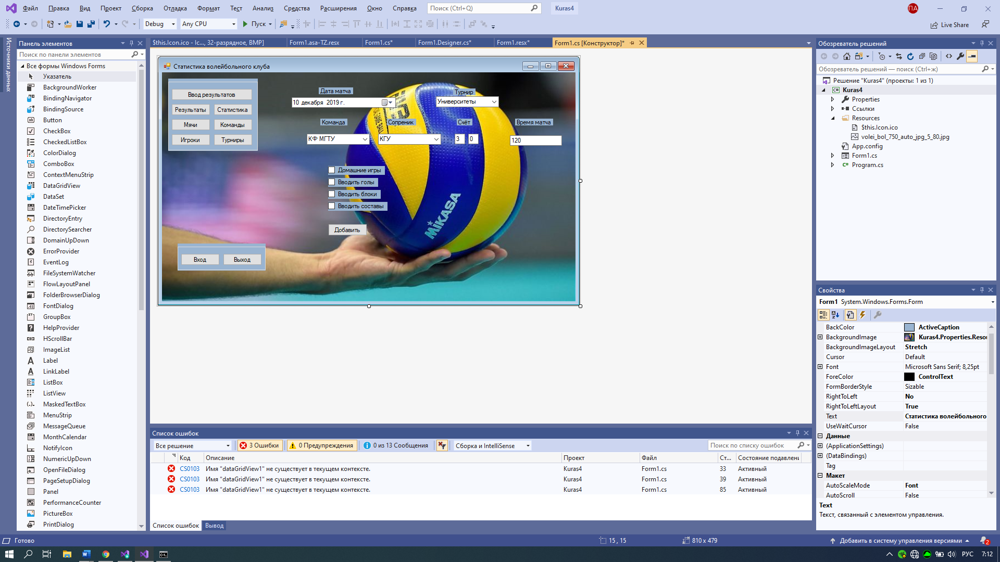 Файл Правка Вид Проект Сборка Отладка Формат Тест Анализ Средства Расширения Окно Справка Поиск (Ctrl+Q) Kuras4 ПА
Debug Any CPU Пуск Live Share
Источники данных
Панель элементов
Поиск по панели элементов
Все формы Windows Forms
Указатель
BackgroundWorker
BindingNavigator
BindingSource
Button
CheckBox
CheckedListBox
ColorDialog
ComboBox
ContextMenuStrip
DataGridView
DataSet
DateTimePicker
DirectoryEntry
DirectorySearcher
DomainUpDown
ErrorProvider
EventLog
FileSystemWatcher
FlowLayoutPanel
FolderBrowserDialog
FontDialog
GroupBox
HelpProvider
HScrollBar
ImageList
Label
LinkLabel
ListBox
ListView
MaskedTextBox
MenuStrip
MessageQueue
MonthCalendar
NotifyIcon
NumericUpDown
OpenFileDialog
PageSetupDialog
Panel
PerformanceCounter
PictureBox
PrintDialog
$this.Icon.ico - Ic..., 32-разрядное, BMP] Form1.asa-TZ.resx Form1.cs* Form1.Designer.cs* Form1.resx* Form1.cs [Конструктор]*
Статистика волейбольного клуба
Ввод результатов
Результаты Статистика
Мячи Команды
Игроки Турниры
Дата матча Турнир
10 декабря 2019 г. Университеты
Команда Сопреник Счёт Время матча
КФ МГТУ КГУ 3 0 120
Домашние игры
Вводить голы
Вводить блоки
Вводить составы
Добавить
MIKASA
Вход Выход
Список ошибок
Все решение 3 Ошибки 0 Предупреждения 0 из 13 Сообщения Сборка и IntelliSense Поиск по списку ошибок
Код Описание Проект Файл Ст... Состояние подавлени
CS0103 Имя "dataGridView1" не существует в текущем контексте. Kuras4 Form1.cs 33 Активный
CS0103 Имя "dataGridView1" не существует в текущем контексте. Kuras4 Form1.cs 39 Активный
CS0103 Имя "dataGridView1" не существует в текущем контексте. Kuras4 Form1.cs 85 Активный
Список ошибок Вывод
Обозреватель решений
Обозреватель решений — поиск (Ctrl+ж)
Решение "Kuras4" (проекты: 1 из 1)
Kuras4
Properties
Ссылки
Resources
$this.Icon.ico
volei_bol_750_auto_jpg_5_80.jpg
App.config
Form1.cs
Program.cs
Свойства
Form1 System.Windows.Forms.Form
BackColor ActiveCaption
BackgroundImage Kuras4.Properties.Resou
BackgroundImageLayout Stretch
Cursor Default
Font Microsoft Sans Serif; 8,25pt
ForeColor ControlText
FormBorderStyle Sizable
RightToLeft No
RightToLeftLayout True
Text Статистика волейбольного
UseWaitCursor False
Данные
(ApplicationSettings)
(DataBindings)
Tag
Макет
AutoScaleMode Font
AutoScroll False
Text
Текст, связанный с элементом управления.
Готово 15 , 15 810 x 479 Добавить в систему управления версиями 2
РУС 7:12